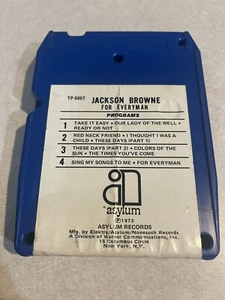 TP-5067 JACKSON BROWNE
FOR EVERYMAN
PROGRAMS
1 TAKE IT EASY • OUR LADY OF THE WELL •
READY OR NOT
2 RED NECK FRIEND • I THOUGHT I WAS A
CHILD • THESE DAYS (PART 1)
3 THESE DAYS (PART 2) • COLORS OF THE
SUN • THE TIMES YOU'VE COME
4 SING MY SONGS TO ME • FOR EVERYMAN
asylum
Ⓟ1973
ASYLUM RECORDS
Mfg. by Elektra/Asylum/Nonesuch Records
A Division of Warner Communications, Inc.
15 Columbus Circle
New York, N.Y.